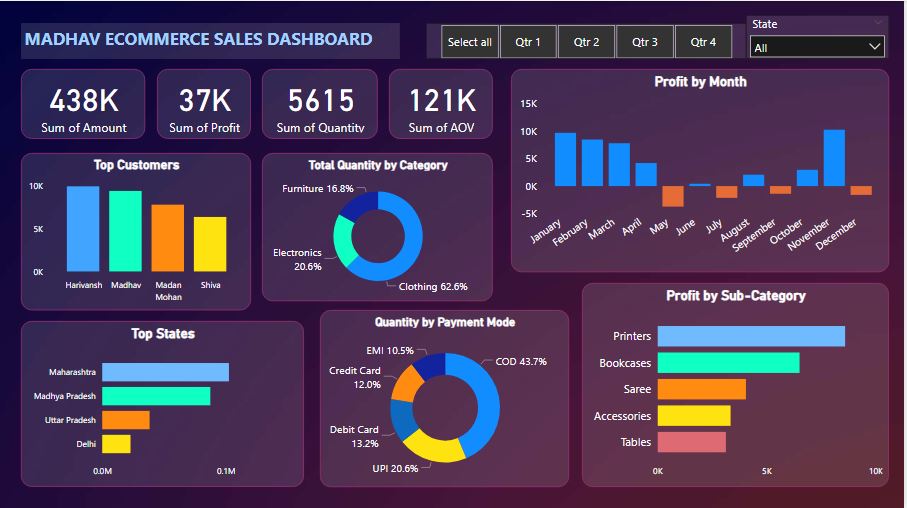 MADHAV ECOMMERCE SALES DASHBOARD
Select all
Qtr 1
Qtr 2
Qtr 3
Qtr 4
State
All
438K
Sum of Amount
37K
Sum of Profit
5615
Sum of Quantity
121K
Sum of AOV
Profit by Month
15K
10K
5K
0K
-5K
January
February
March
April
May
June
July
August
September
October
November
December
Top Customers
10K
5K
0K
Harivansh
Madhav
Madan
Mohan
Shiva
Total Quantity by Category
Furniture 16.8%
Electronics
20.6%
Clothing 62.6%
Top States
Maharashtra
Madhya Pradesh
Uttar Pradesh
Delhi
0.0M
0.1M
Quantity by Payment Mode
EMI 10.5%
COD 43.7%
Credit Card
12.0%
Debit Card
13.2%
UPI 20.6%
Profit by Sub-Category
Printers
Bookcases
Saree
Accessories
Tables
0K
5K
10K